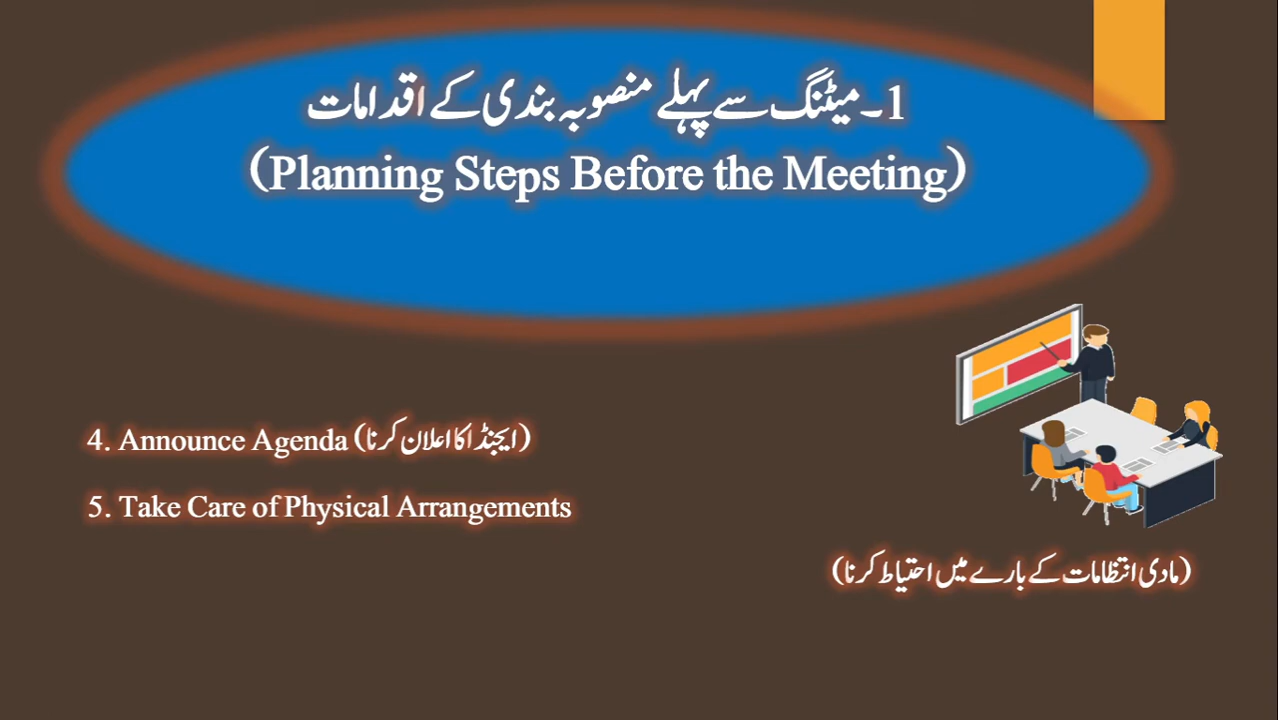 1۔میٹنگ سے پہلے منصوبہ بندی کے اقدامات
(Planning Steps Before the Meeting)
4. Announce Agenda (ایجنڈا کا اعلان کرنا)
5. Take Care of Physical Arrangements
(مادی انتظامات کے بارے میں احتیاط کرنا)